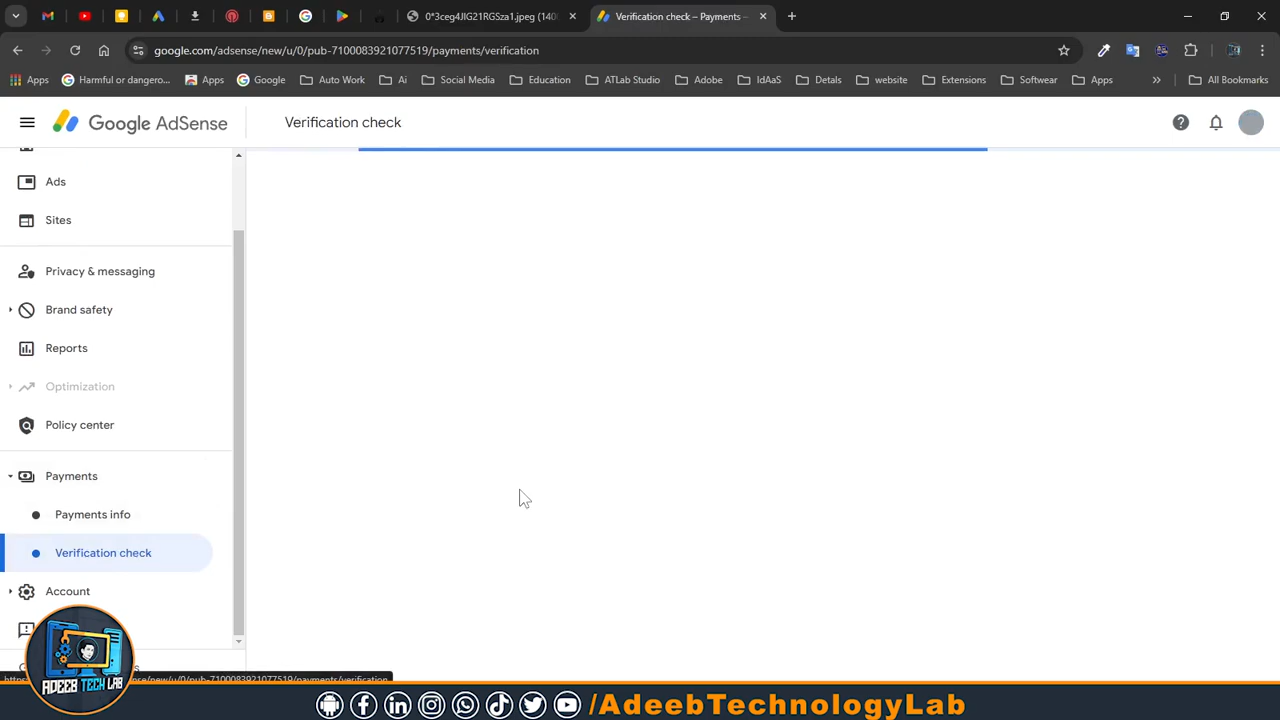 0*3ceg4JIG21RGSza1.jpeg (140
Verification check – Payments –
google.com/adsense/new/u/0/pub-7100083921077519/payments/verification
Apps
Harmful or dangero...
Apps
Google
Auto Work
Ai
Social Media
Education
ATLab Studio
Adobe
IdAaS
Detals
website
Extensions
Softwear
Apps
All Bookmarks
Google AdSense
Verification check
Ads
Sites
Privacy & messaging
Brand safety
Reports
Optimization
Policy center
Payments
Payments info
Verification check
Account
ADEEB TECH LAB
/AdeebTechnologyLab